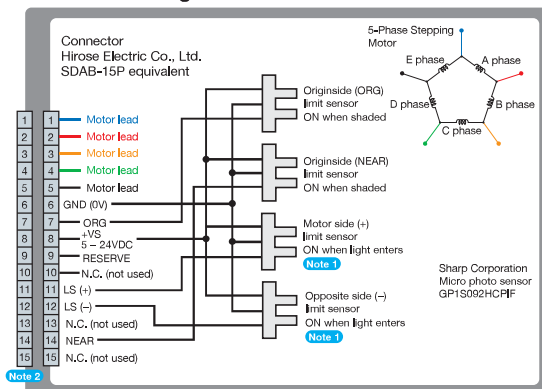 Connector
Hirose Electric Co., Ltd.
SDAB-15P equivalent
5-Phase Stepping
Motor
E phase
A phase
D phase
B phase
C phase
1 1 Motor lead
2 2 Motor lead
3 3 Motor lead
4 4 Motor lead
5 5 Motor lead
6 6 GND (0V)
7 7 ORG
8 8 +VS
5 – 24VDC
9 9 RESERVE
10 10 N.C. (not used)
11 11 LS (+)
12 12 LS (–)
13 13 N.C. (not used)
14 14 NEAR
15 15 N.C. (not used)
Note 2
Originside (ORG)
limit sensor
ON when shaded
Originside (NEAR)
limit sensor
ON when shaded
Motor side (+)
limit sensor
ON when light enters
Note 1
Opposite side (–)
limit sensor
ON when light enters
Note 1
Sharp Corporation
Micro photo sensor
GP1S092HCPIF